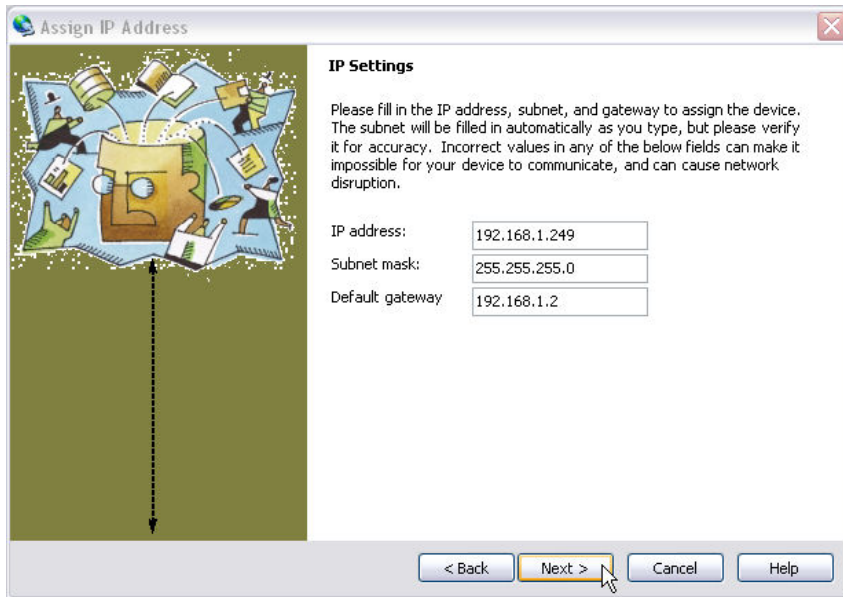 Assign IP Address
IP Settings
Please fill in the IP address, subnet, and gateway to assign the device.
The subnet will be filled in automatically as you type, but please verify
it for accuracy.  Incorrect values in any of the below fields can make it
impossible for your device to communicate, and can cause network
disruption.
IP address: 192.168.1.249
Subnet mask: 255.255.255.0
Default gateway 192.168.1.2
< Back Next > Cancel Help